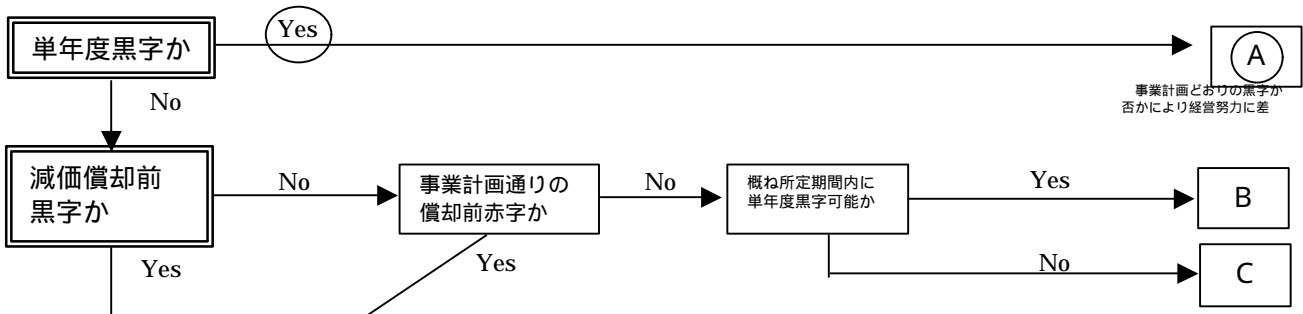 単年度黒字か
Yes
A
事業計画どおりの黒字か
否かにより経営努力に差
No
減価償却前
黒字か
No
事業計画通りの
償却前赤字か
No
概ね所定期間内に
単年度黒字可能か
Yes
B
Yes
Yes
No
C